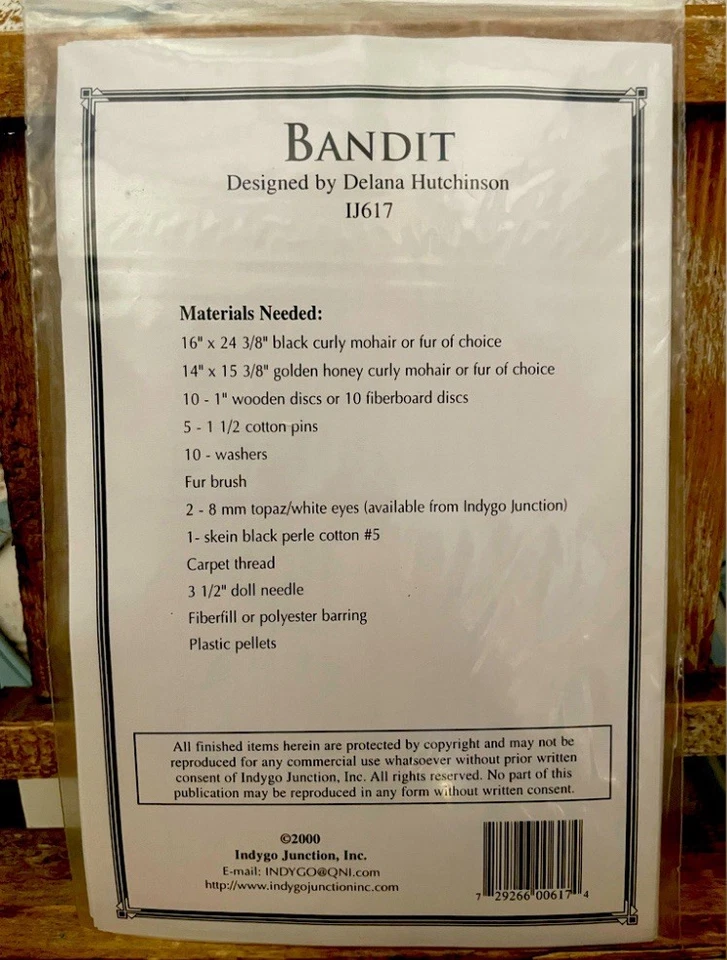 BANDIT
Designed by Delana Hutchinson
IJ617
Materials Needed:
16" x 24 3/8" black curly mohair or fur of choice
14" x 15 3/8" golden honey curly mohair or fur of choice
10 - 1" wooden discs or 10 fiberboard discs
5 - 1 1/2 cotton pins
10 - washers
Fur brush
2 - 8 mm topaz/white eyes (available from Indygo Junction)
1- skein black perle cotton #5
Carpet thread
3 1/2" doll needle
Fiberfill or polyester barring
Plastic pellets
All finished items herein are protected by copyright and may not be
reproduced for any commercial use whatsoever without prior written
consent of Indygo Junction, Inc. All rights reserved. No part of this
publication may be reproduced in any form without written consent.
©2000
Indygo Junction, Inc.
E-mail: INDYGO@QNI.com
http://www.indygojunctioninc.com
7 29266 00617 4